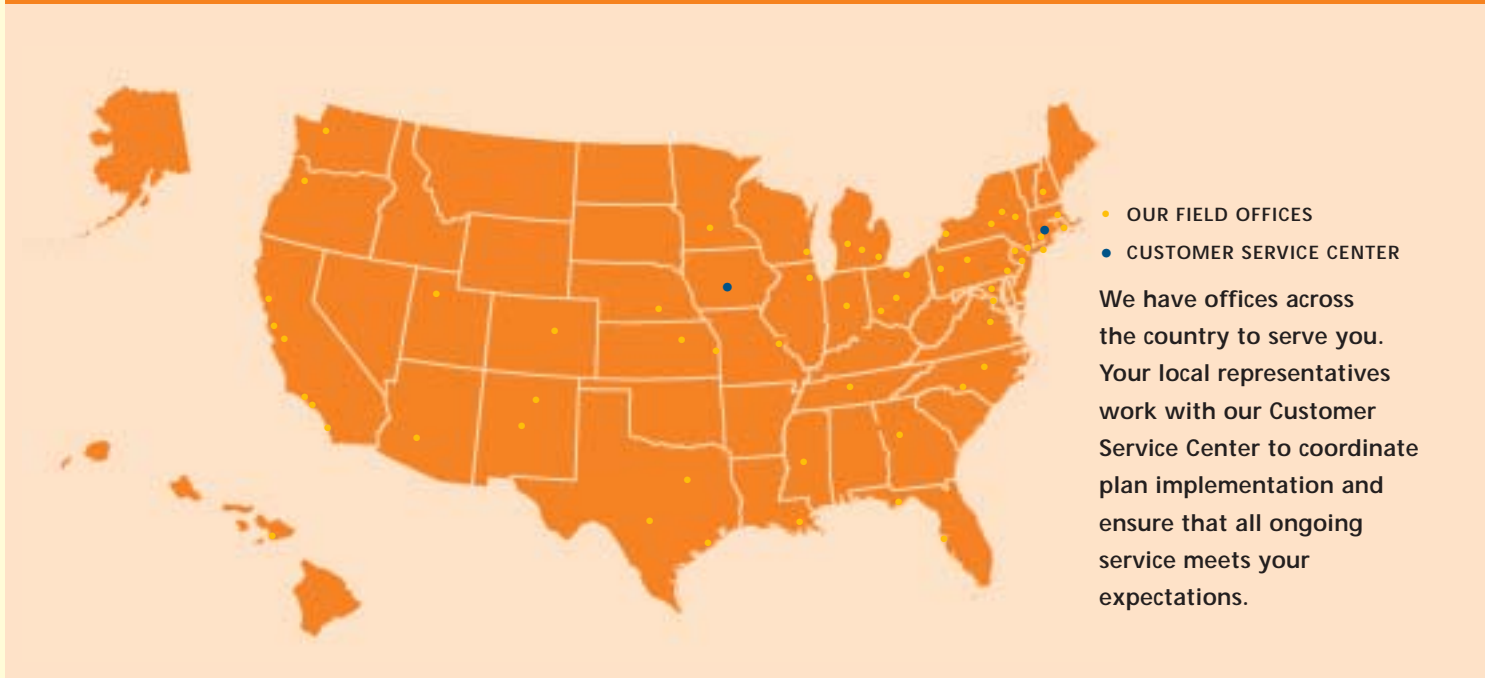 OUR FIELD OFFICES
CUSTOMER SERVICE CENTER
We have offices across
the country to serve you.
Your local representatives
work with our Customer
Service Center to coordinate
plan implementation and
ensure that all ongoing
service meets your
expectations.